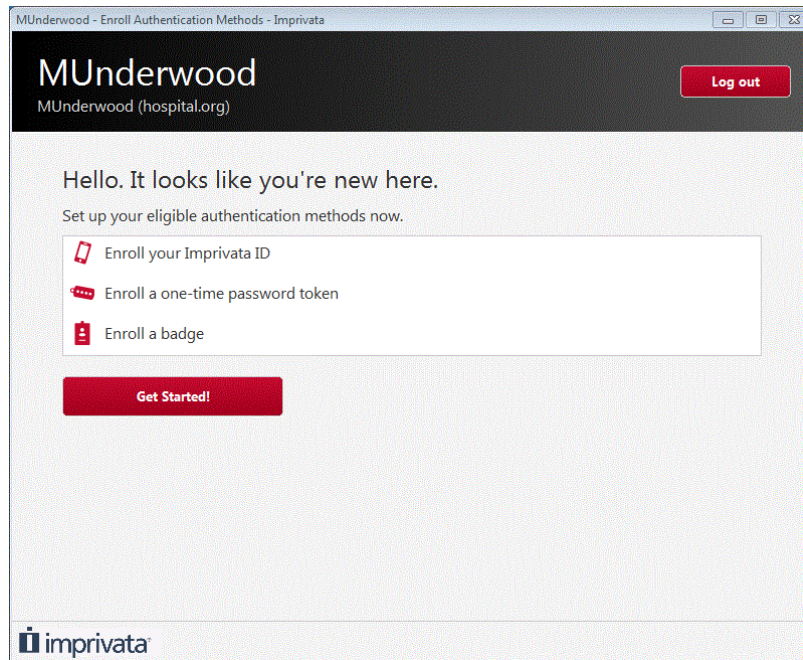 MUnderwood - Enroll Authentication Methods - Imprivata
MUnderwood
MUnderwood (hospital.org)
Log out
Hello. It looks like you're new here.
Set up your eligible authentication methods now.
Enroll your Imprivata ID
Enroll a one-time password token
Enroll a badge
Get Started!
imprivata